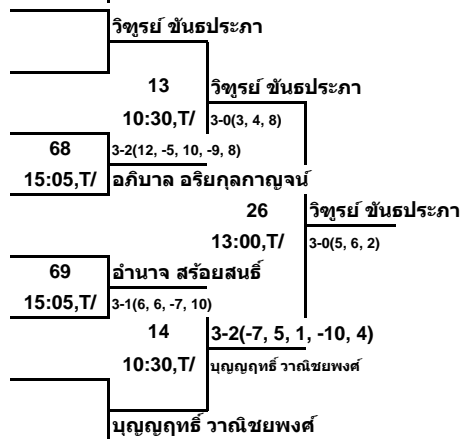 วิฑูรย์ ขันธประภา
13 วิฑูรย์ ขันธประภา
10:30,T/ 3-0(3, 4, 8)
68 3-2(12, -5, 10, -9, 8)
15:05,T/ อภิบาล อริยกุลกาญจน์
26 วิฑูรย์ ขันธประภา
13:00,T/ 3-0(5, 6, 2)
69 อำนาจ สร้อยสนธิ์
15:05,T/ 3-1(6, 6, -7, 10)
14 3-2(-7, 5, 1, -10, 4)
10:30,T/ บุญญฤทธิ์ วาณิชยพงศ์
บุญญฤทธิ์ วาณิชยพงศ์